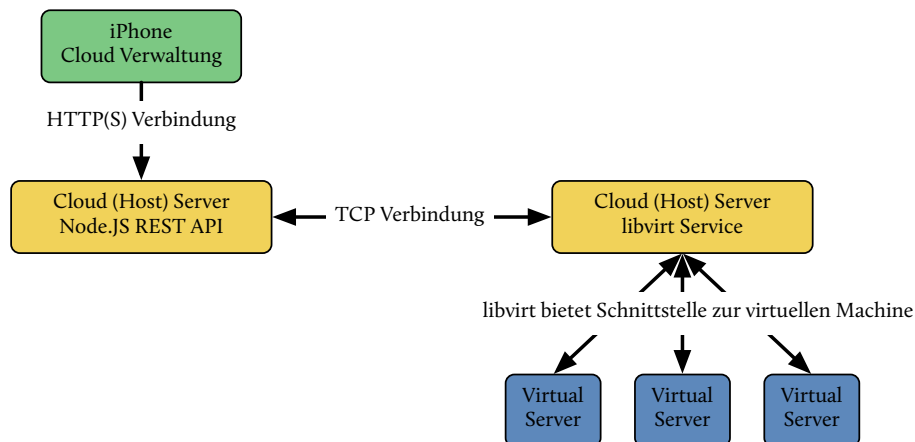 iPhone
Cloud Verwaltung
HTTP(S) Verbindung
Cloud (Host) Server
Node.JS REST API
TCP Verbindung
Cloud (Host) Server
libvirt Service
libvirt bietet Schnittstelle zur virtuellen Machine
Virtual
Server
Virtual
Server
Virtual
Server